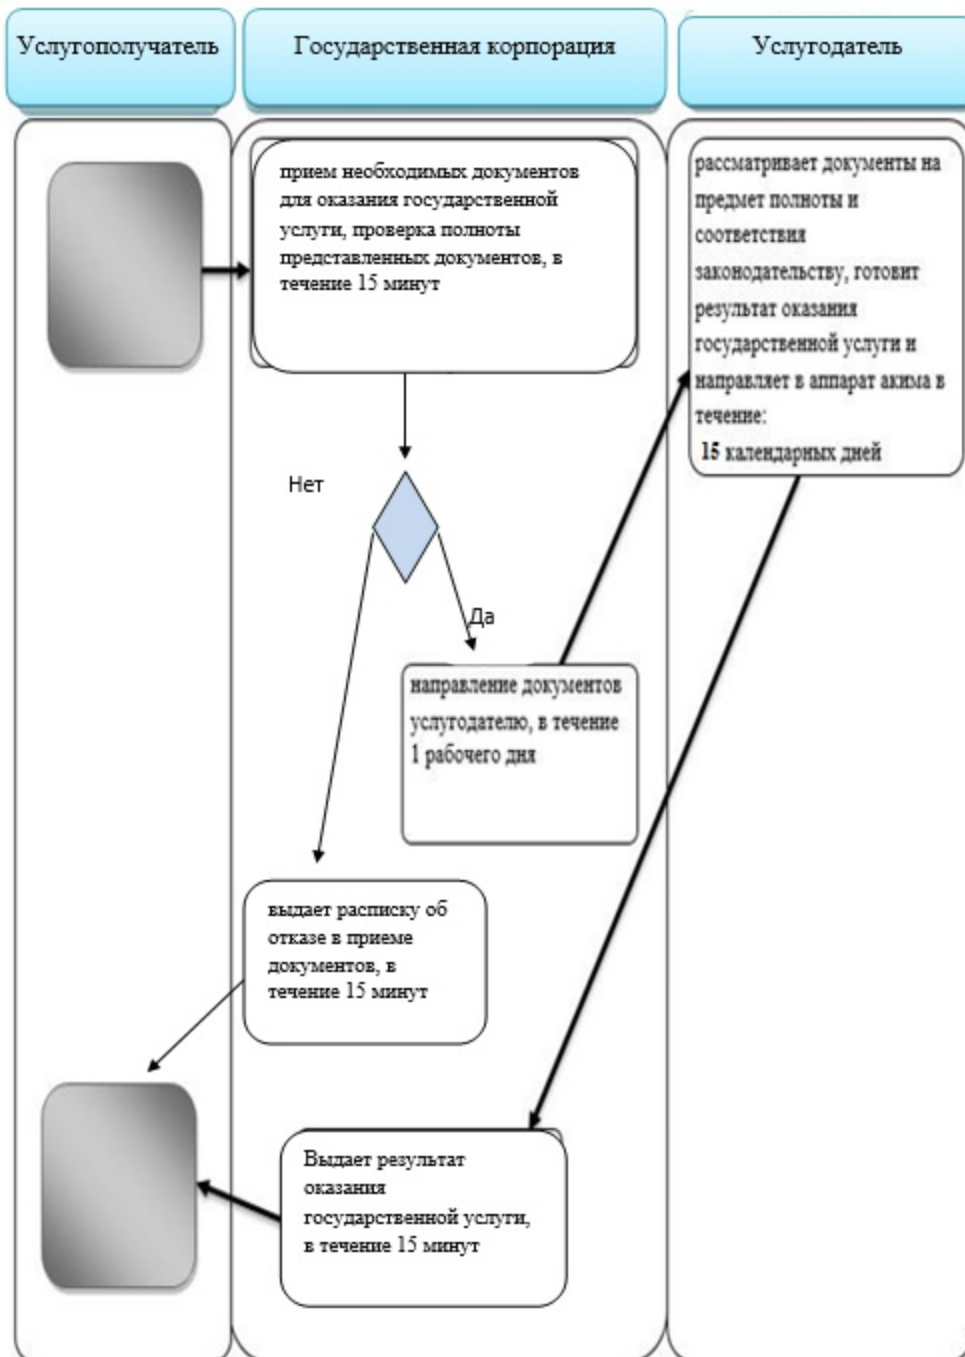 Услугополучатель
Государственная корпорация
Услугодатель
прием необходимых документов
для оказания государственной
услуги, проверка полноты
представленных документов, в
течение 15 минут
рассматривает документы на
предмет полноты и
соответствия
законодательству, готовит
результат оказания
государственной услуги и
направляет в аппарат акима в
течение:
15 календарных дней
Нет
Да
направление документов
услугодателю, в течение
1 рабочего дня
выдает расписку об
отказе в приеме
документов, в
течение 15 минут
Выдает результат
оказания
государственной услуги,
в течение 15 минут